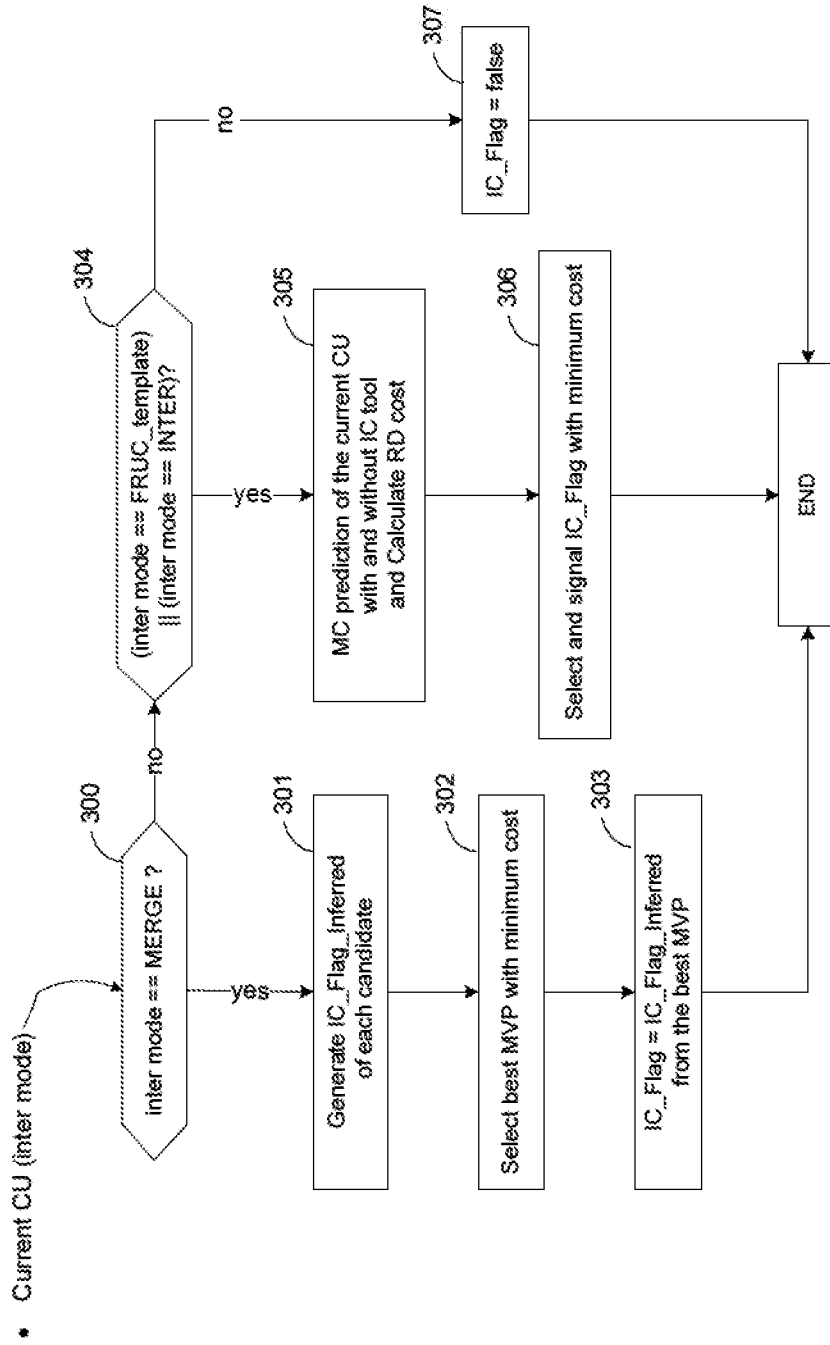 • Current CU (inter mode)
300
inter mode == MERGE ?
yes
no
301
Generate IC_Flag_Inferred
of each candidate
302
Select best MVP with minimum cost
303
IC_Flag = IC_Flag_Inferred
from the best MVP
304
(inter mode == FRUC_template)
|| (inter mode == INTER)?
yes
no
305
MC prediction of the current CU
with and without IC tool
and Calculate RD cost
306
Select and signal IC_Flag with minimum cost
307
IC_Flag = false
END